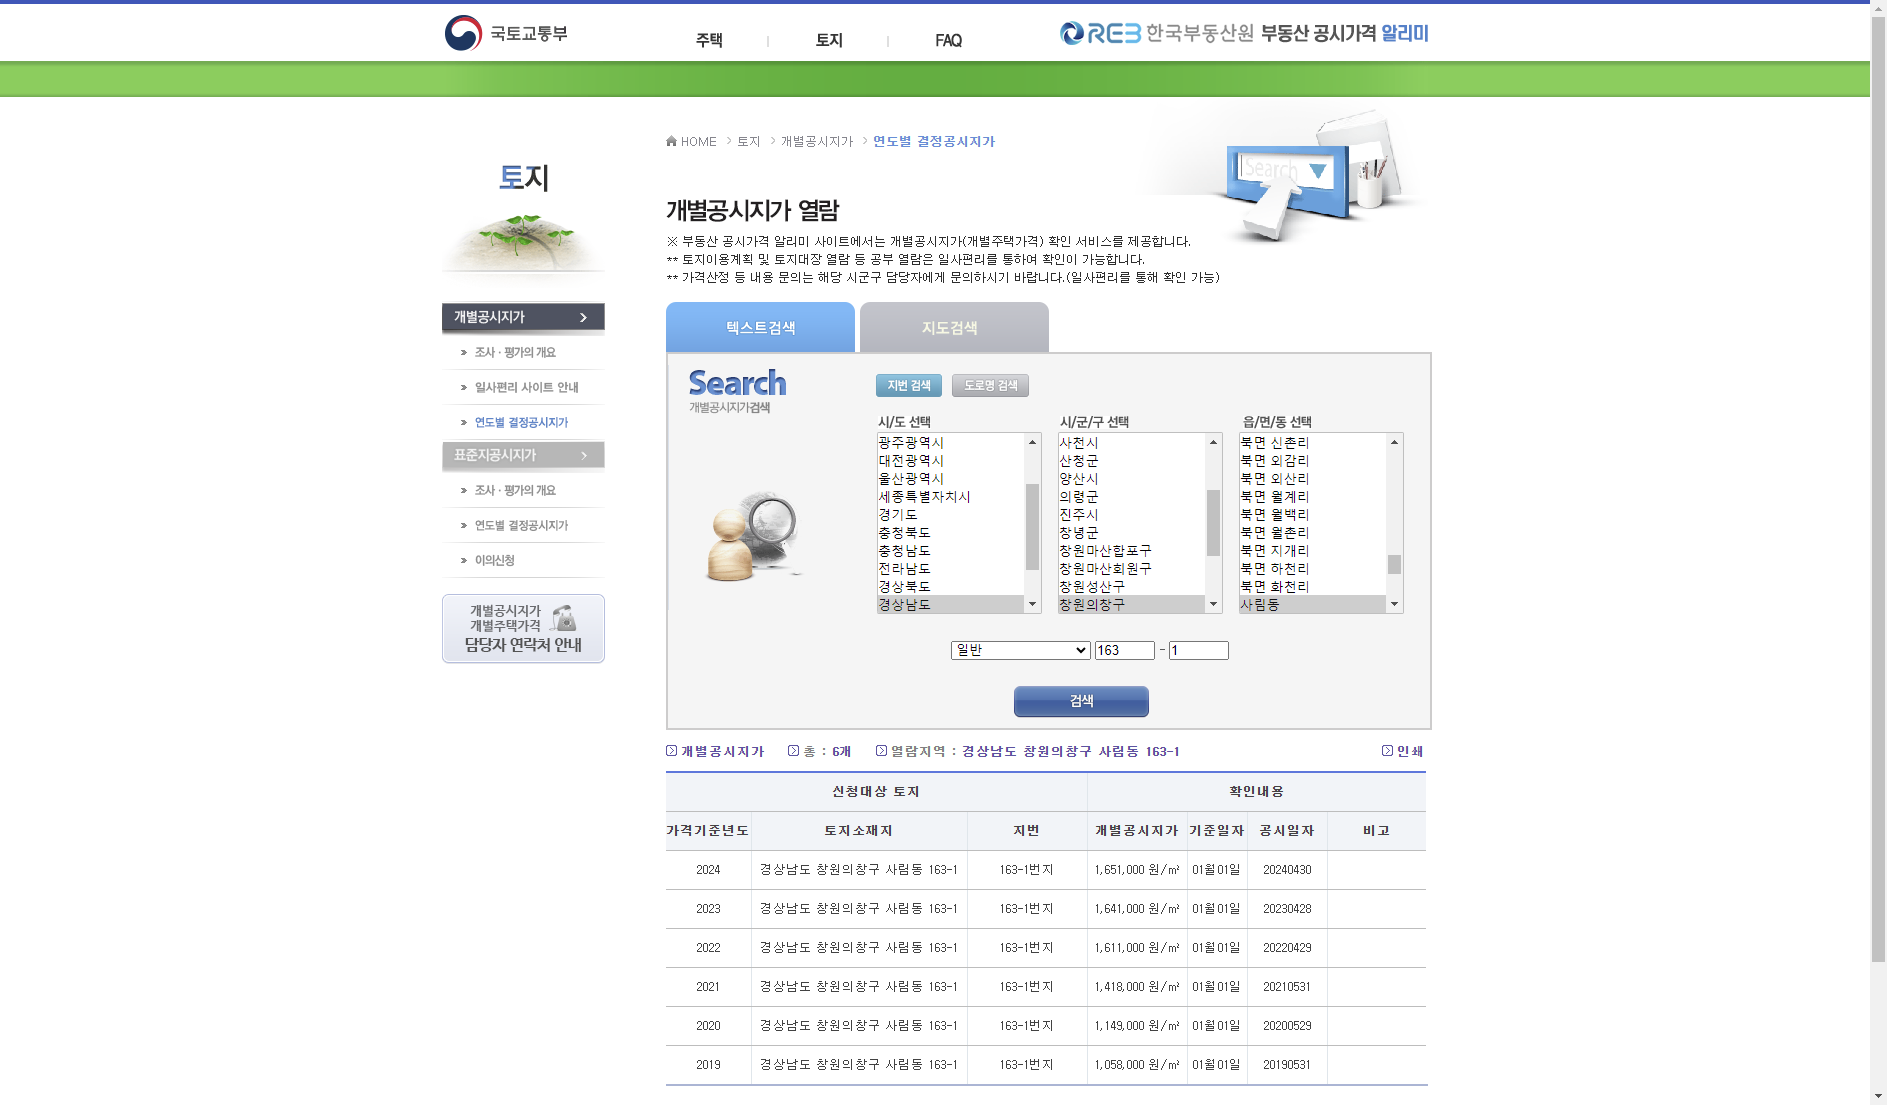 국토교통부
주택
토지
FAQ
REB 한국부동산원 부동산 공시가격 알리미
HOME > 토지 > 개별공시지가 > 연도별 결정공시지가
토지
Search
개별공시지가 열람
※ 부동산 공시가격 알리미 사이트에서는 개별공시지가(개별주택가격) 확인 서비스를 제공합니다.
** 토지이용계획 및 토지대장 열람 등 공부 열람은 일사편리를 통하여 확인이 가능합니다.
** 가격산정 등 내용 문의는 해당 시군구 담당자에게 문의하시기 바랍니다.(일사편리를 통해 확인 가능)
개별공시지가
조사ㆍ평가의 개요
일사편리 사이트 안내
연도별 결정공시지가
표준지공시지가
조사ㆍ평가의 개요
연도별 결정공시지가
이의신청
개별공시지가
개별주택가격
담당자 연락처 안내
텍스트검색
지도검색
Search
개별공시지가검색
지번 검색
도로명 검색
시/도 선택
광주광역시
대전광역시
울산광역시
세종특별자치시
경기도
충청북도
충청남도
전라남도
경상북도
경상남도
시/군/구 선택
사천시
산청군
양산시
의령군
진주시
창녕군
창원마산합포구
창원마산회원구
창원성산구
창원의창구
읍/면/동 선택
북면 신촌리
북면 외감리
북면 외산리
북면 월계리
북면 월백리
북면 월촌리
북면 지개리
북면 하천리
북면 화천리
사림동
일반 163 - 1
검색
개별공시지가 총 : 6개 열람지역 : 경상남도 창원의창구 사림동 163-1 인쇄
신청대상 토지 확인내용
가격기준년도 토지소재지 지번 개별공시지가 기준일자 공시일자 비고
2024 경상남도 창원의창구 사림동 163-1 163-1번지 1,651,000 원/㎡ 01월01일 20240430
2023 경상남도 창원의창구 사림동 163-1 163-1번지 1,641,000 원/㎡ 01월01일 20230428
2022 경상남도 창원의창구 사림동 163-1 163-1번지 1,611,000 원/㎡ 01월01일 20220429
2021 경상남도 창원의창구 사림동 163-1 163-1번지 1,418,000 원/㎡ 01월01일 20210531
2020 경상남도 창원의창구 사림동 163-1 163-1번지 1,149,000 원/㎡ 01월01일 20200529
2019 경상남도 창원의창구 사림동 163-1 163-1번지 1,058,000 원/㎡ 01월01일 20190531